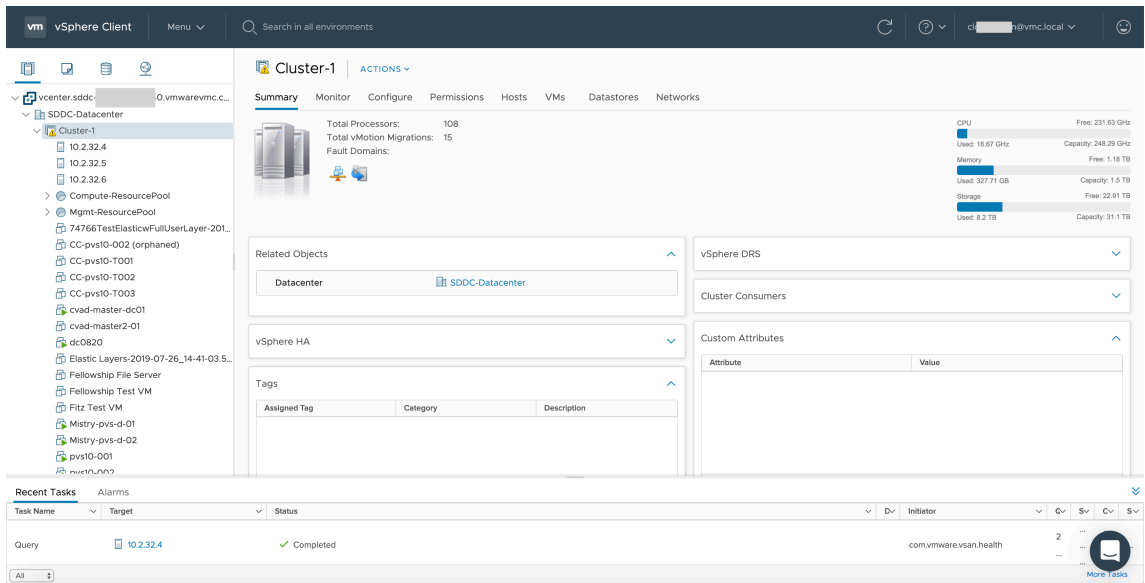 vm vSphere Client Menu Search in all environments cl n@vmc.local
vcenter.sddc- .0.vmwarevmc.c...
SDDC-Datacenter
Cluster-1
10.2.32.4
10.2.32.5
10.2.32.6
Compute-ResourcePool
Mgmt-ResourcePool
74766TestElasticwFullUserLayer-201...
CC-pvs10-002 (orphaned)
CC-pvs10-T001
CC-pvs10-T002
CC-pvs10-T003
cvad-master-dc01
cvad-master2-01
dc0820
Elastic Layers-2019-07-26_14-41-03.5...
Fellowship File Server
Fellowship Test VM
Fitz Test VM
Mistry-pvs-d-01
Mistry-pvs-d-02
pvs10-001
pvs10-002
Cluster-1 ACTIONS
Summary Monitor Configure Permissions Hosts VMs Datastores Networks
Total Processors: 108
Total vMotion Migrations: 15
Fault Domains:
CPU Free: 231.63 GHz
Used: 16.67 GHz Capacity: 248.29 GHz
Memory Free: 1.18 TB
Used: 327.71 GB Capacity: 1.5 TB
Storage Free: 22.91 TB
Used: 8.2 TB Capacity: 31.1 TB
Related Objects
Datacenter SDDC-Datacenter
vSphere HA
Tags
Assigned Tag Category Description
vSphere DRS
Cluster Consumers
Custom Attributes
Attribute Value
Recent Tasks Alarms
Task Name Target Status D Initiator Q S C S
Query 10.2.32.4 Completed com.vmware.vsan.health 2 ...
All More Tasks